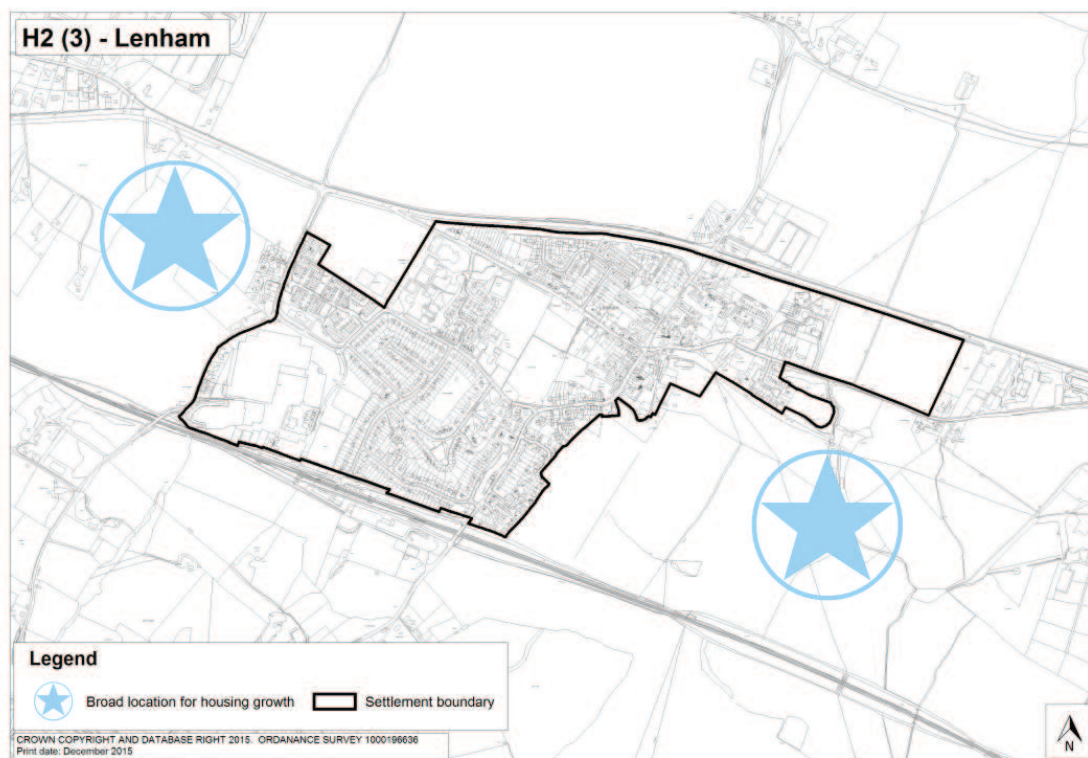 H2 (3) - Lenham
Legend
Broad location for housing growth
Settlement boundary
CROWN COPYRIGHT AND DATABASE RIGHT 2015. ORDANANCE SURVEY 1000196636
Print date: December 2015
N